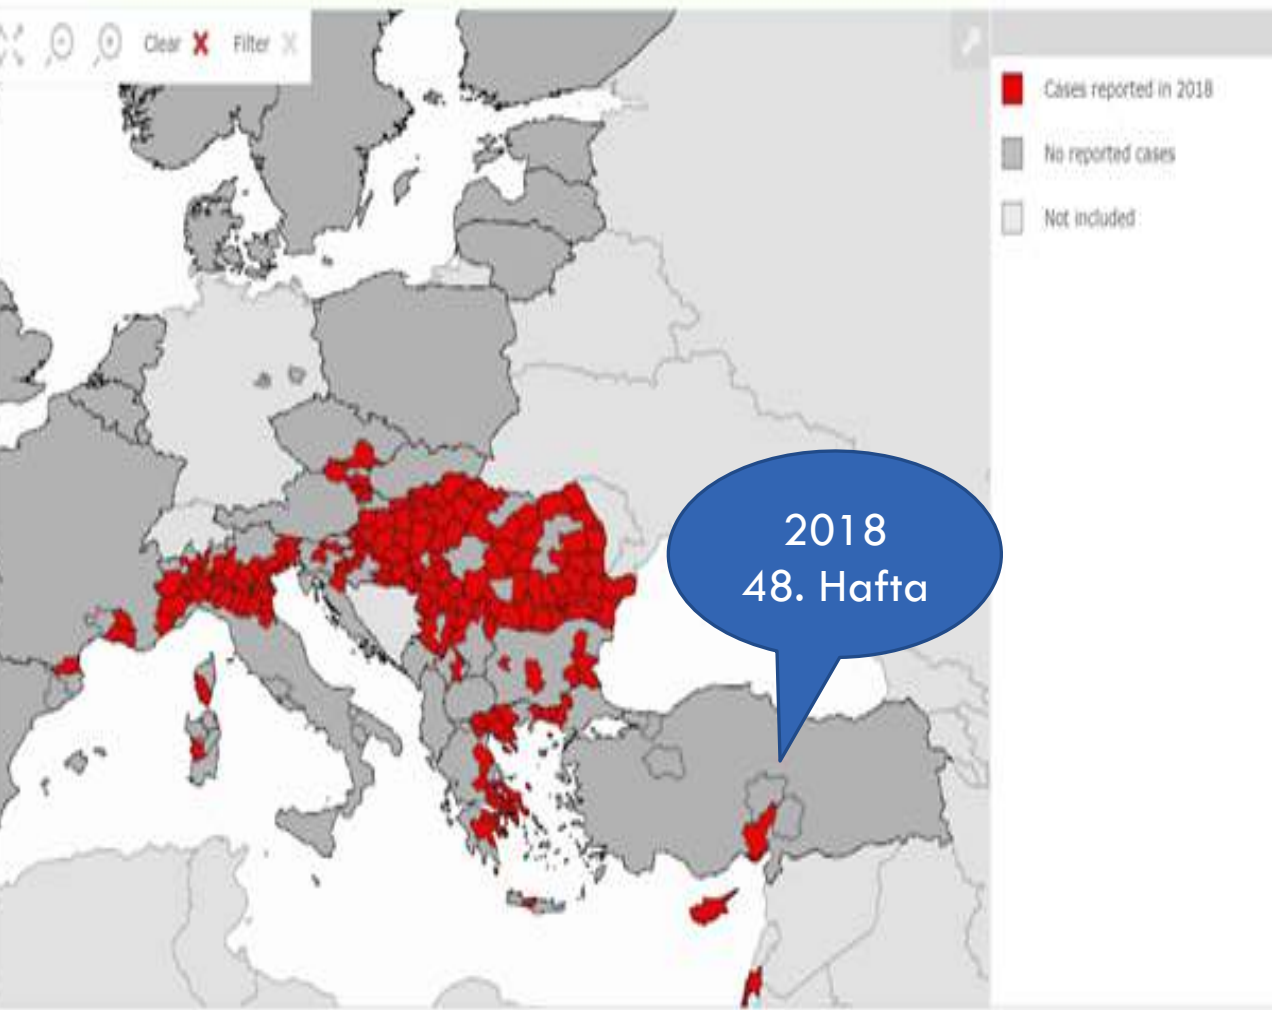 Clear X Filter X
Cases reported in 2018
No reported cases
Not included
2018
48. Hafta